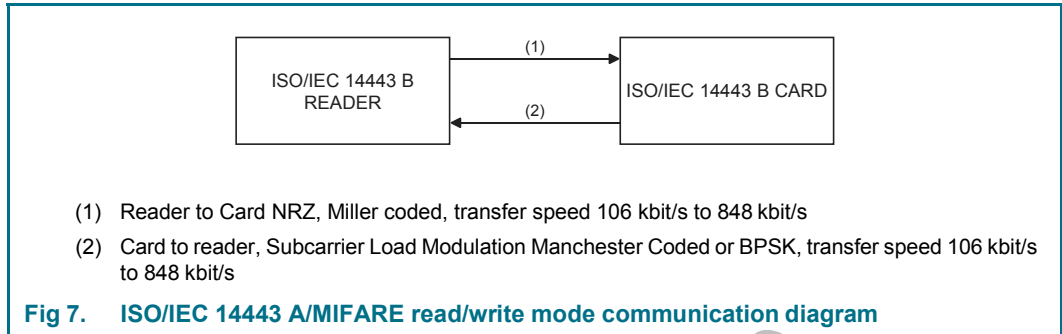 (1)
ISO/IEC 14443 B
READER
ISO/IEC 14443 B CARD
(2)
(1) Reader to Card NRZ, Miller coded, transfer speed 106 kbit/s to 848 kbit/s
(2) Card to reader, Subcarrier Load Modulation Manchester Coded or BPSK, transfer speed 106 kbit/s
to 848 kbit/s
Fig 7. ISO/IEC 14443 A/MIFARE read/write mode communication diagram